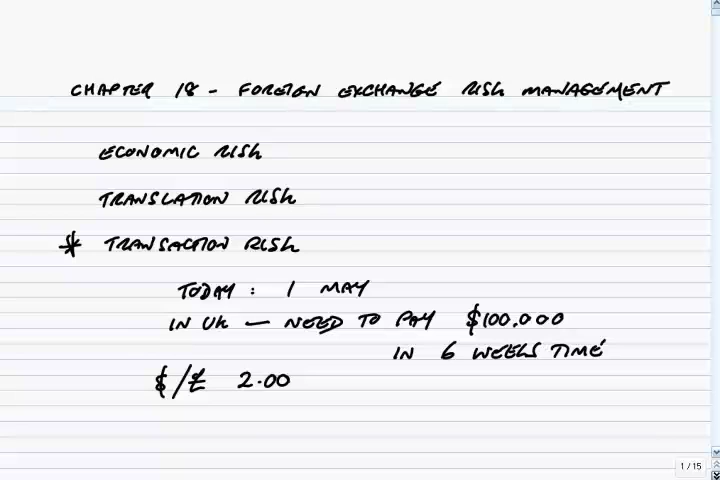 CHAPTER 18 - FOREIGN EXCHANGE RISK MANAGEMENT
ECONOMIC RISK
TRANSLATION RISK
* TRANSACTION RISK
TODAY : 1 MAY
IN UK - NEED TO PAY $100,000
IN 6 WEEKS TIME
$/£ 2.00
1 / 15